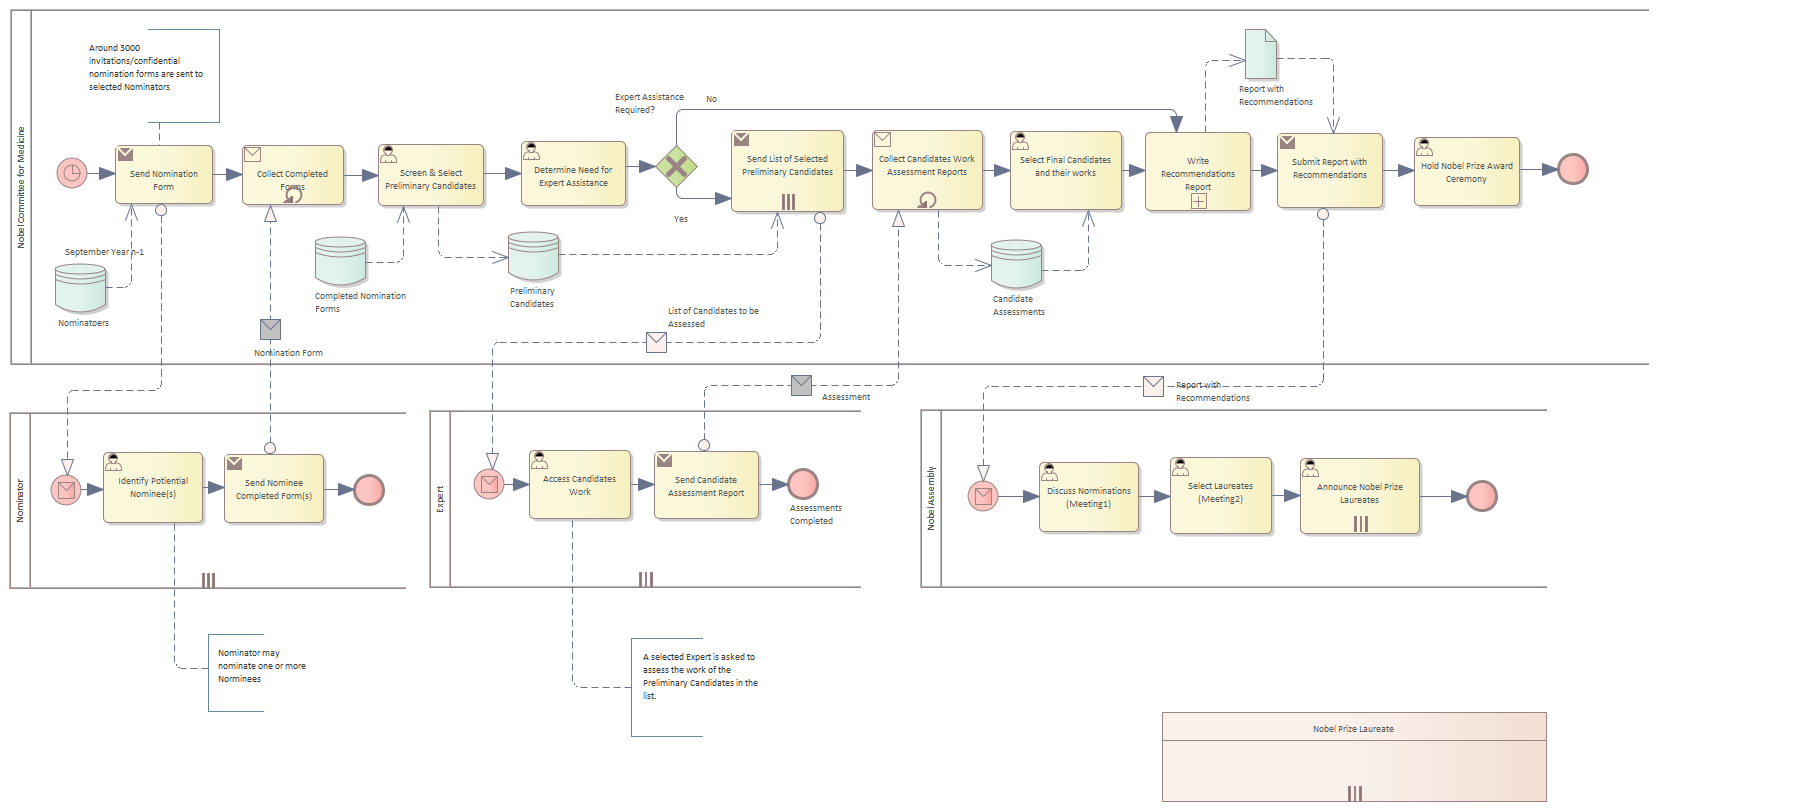 Nobel Committee for Medicine
Around 3000
invitations/confidential
nomination forms are sent to
selected Nominators
Send Nomination
Form
September Year n-1
Nominatoers
Collect Completed
Forms
Nomination Form
Screen & Select
Preliminary Candidates
Completed Nomination
Forms
Determine Need for
Expert Assistance
Preliminary
Candidates
Expert Assistance
Required?
No
Yes
Send List of Selected
Preliminary Candidates
List of Candidates to be
Assessed
Collect Candidates Work
Assessment Reports
Assessment
Select Final Candidates
and their works
Candidate
Assessments
Write
Recommendations
Report
Report with
Recommendations
Submit Report with
Recommendations
Report with
Recommendations
Hold Nobel Prize Award
Ceremony
Nominator
Identify Potiential
Nominee(s)
Send Nominee
Completed Form(s)
Nominator may
nominate one or more
Norminees
Expert
Access Candidates
Work
Send Candidate
Assessment Report
Assessments
Completed
A selected Expert is asked to
assess the work of the
Preliminary Candidates in the
list.
Nobel Assembly
Discuss Norminations
(Meeting1)
Select Laureates
(Meeting2)
Announce Nobel Prize
Laureates
Nobel Prize Laureate